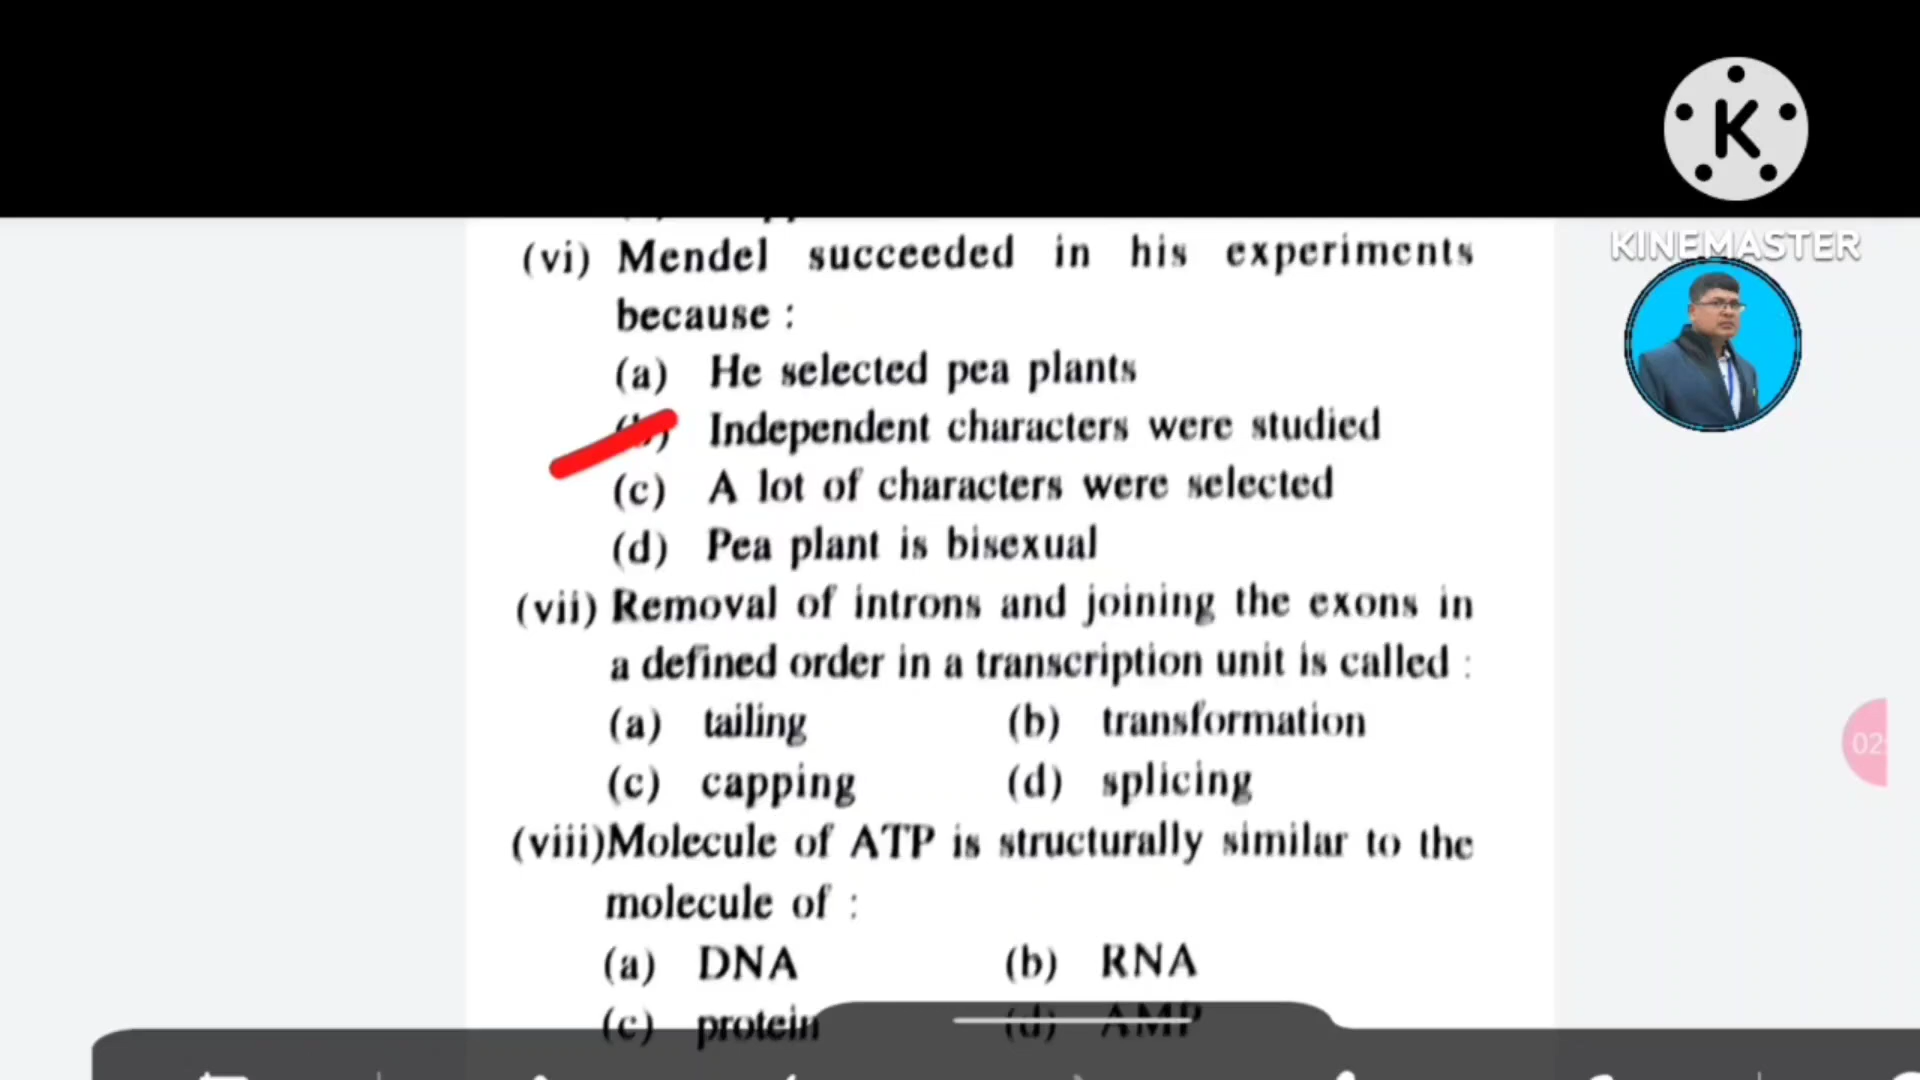 K
KINEMASTER
(vi) Mendel succeeded in his experiments
because :
(a) He selected pea plants
(b) Independent characters were studied
(c) A lot of characters were selected
(d) Pea plant is bisexual
(vii) Removal of introns and joining the exons in
a defined order in a transcription unit is called :
(a) tailing (b) transformation
(c) capping (d) splicing
02
(viii) Molecule of ATP is structurally similar to the
molecule of :
(a) DNA (b) RNA
(c) protein (d) AMP